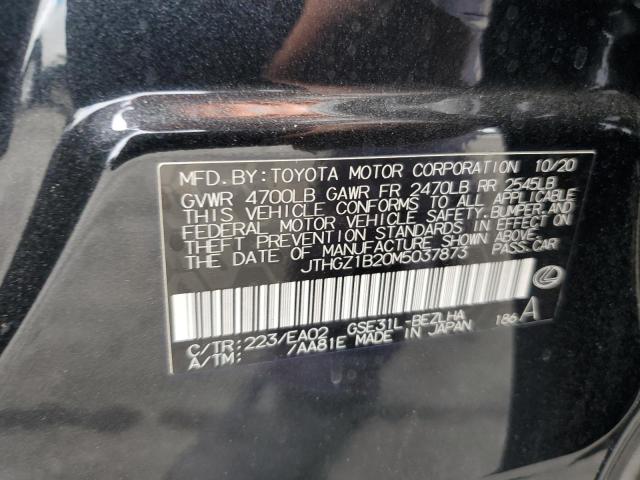 MFD. BY: TOYOTA MOTOR CORPORATION 10/20
GVWR 4700LB GAWR FR 2470LB RR 2545LB
THIS VEHICLE CONFORMS TO ALL APPLICABLE
FEDERAL MOTOR VEHICLE SAFETY, BUMPER, AND
THEFT PREVENTION STANDARDS IN EFFECT ON
THE DATE OF MANUFACTURE SHOWN ABOVE.
JTHGZ1B20M5037873 PASS.CAR
C/TR: 223/EA02 GSE31L-BEZLHA 186 A
A/TM: /AA81E MADE IN JAPAN